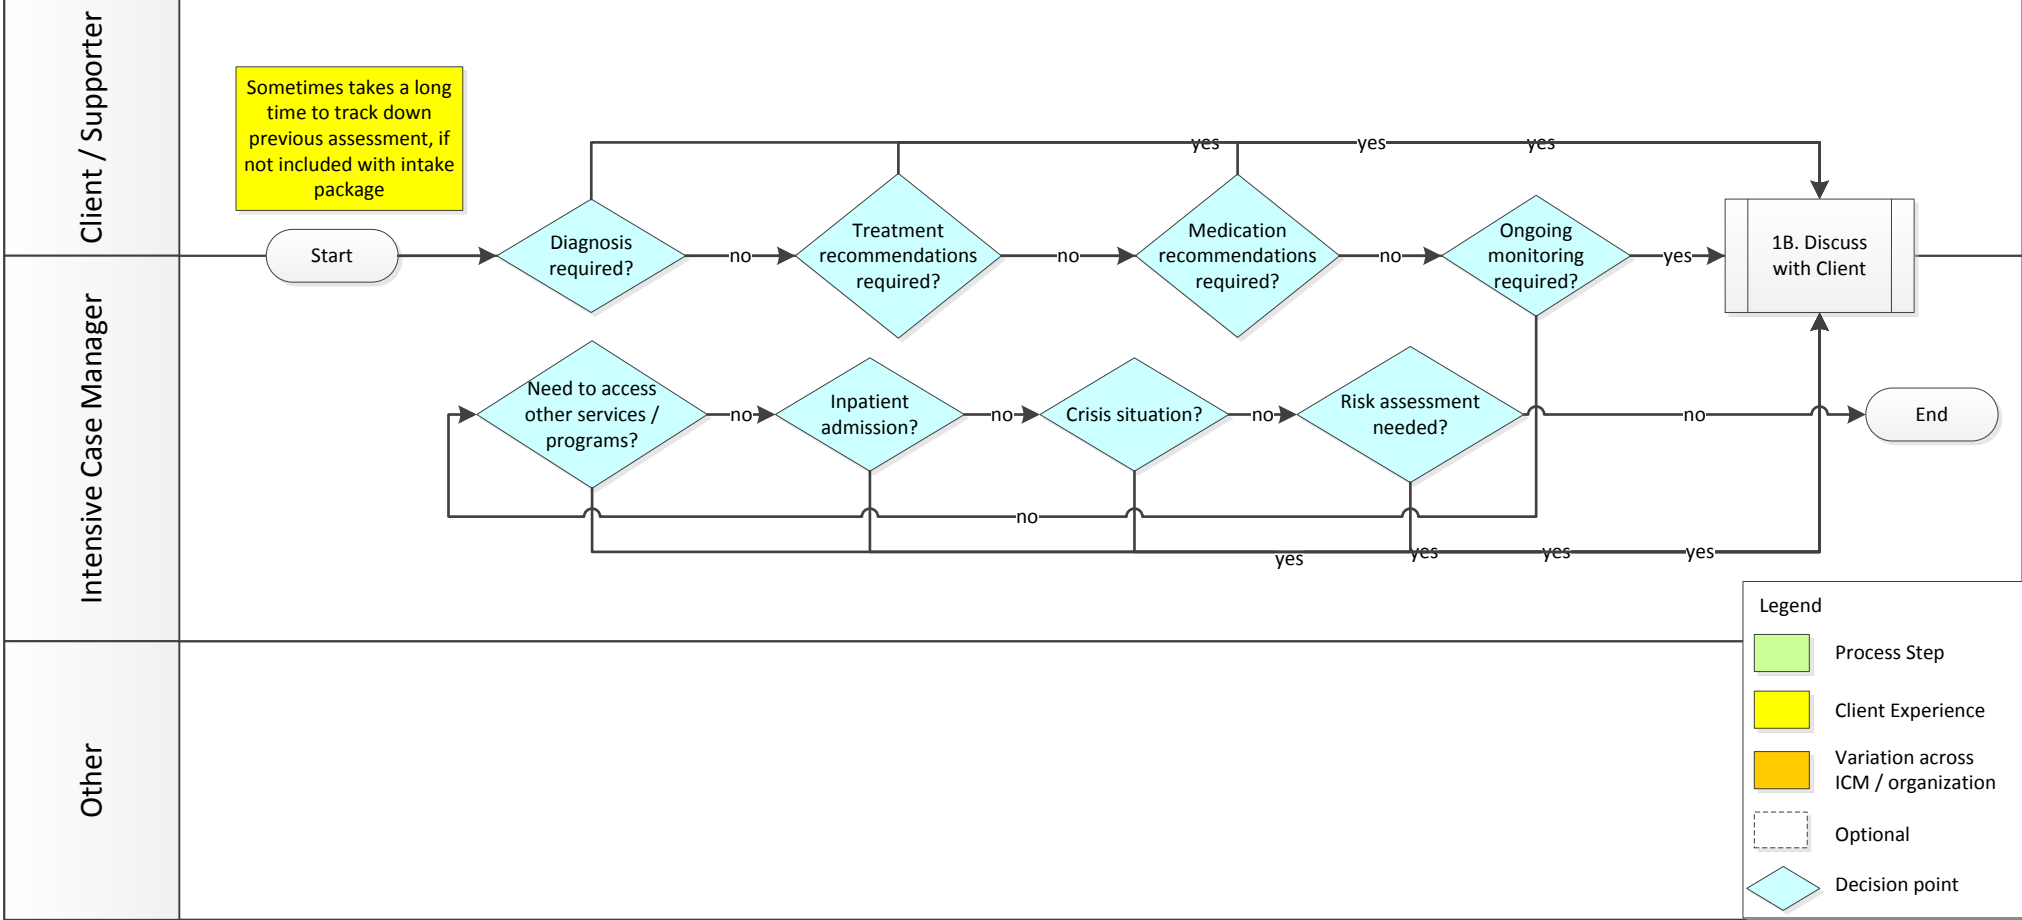 Client / Supporter
Sometimes takes a long
time to track down
previous assessment, if
not included with intake
package
yes
yes
yes
Start
Diagnosis
required?
no
Treatment
recommendations
required?
no
Medication
recommendations
required?
no
Ongoing
monitoring
required?
yes
1B. Discuss
with Client
Intensive Case Manager
Need to access
other services /
programs?
no
Inpatient
admission?
no
Crisis situation?
no
Risk assessment
needed?
no
End
no
yes
yes
yes
yes
Other
Legend
Process Step
Client Experience
Variation across
ICM / organization
Optional
Decision point